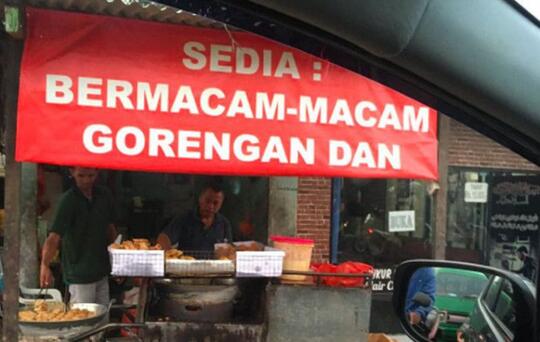 SEDIA :
BERMACAM-MACAM
GORENGAN DAN
BUKA